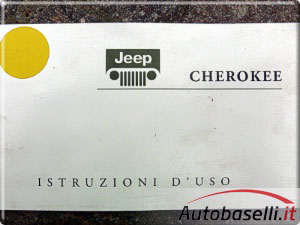 Jeep
CHEROKEE
ISTRUZIONI D'USO
Autobaselli.it